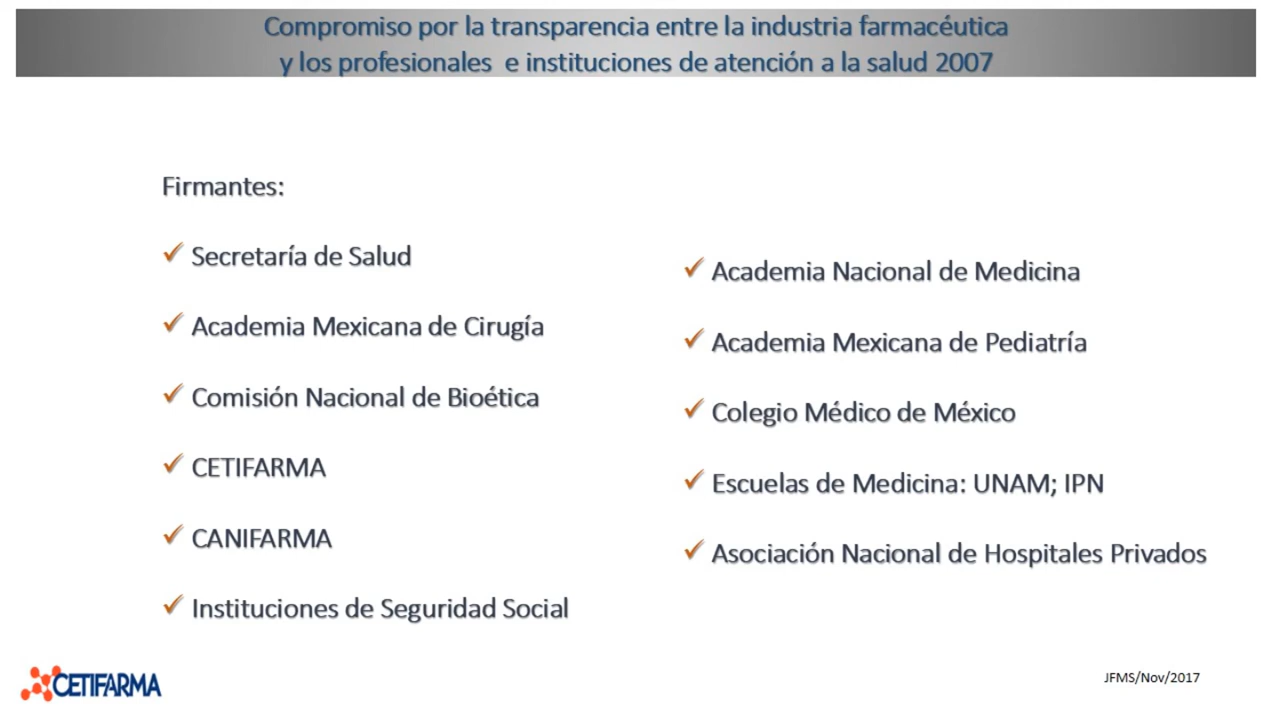 Compromiso por la transparencia entre la industria farmacéutica
y los profesionales e instituciones de atención a la salud 2007
Firmantes:
Secretaría de Salud
Academia Mexicana de Cirugía
Comisión Nacional de Bioética
CETIFARMA
CANIFARMA
Instituciones de Seguridad Social
Academia Nacional de Medicina
Academia Mexicana de Pediatría
Colegio Médico de México
Escuelas de Medicina: UNAM; IPN
Asociación Nacional de Hospitales Privados
CETIFARMA
JFMS/Nov/2017